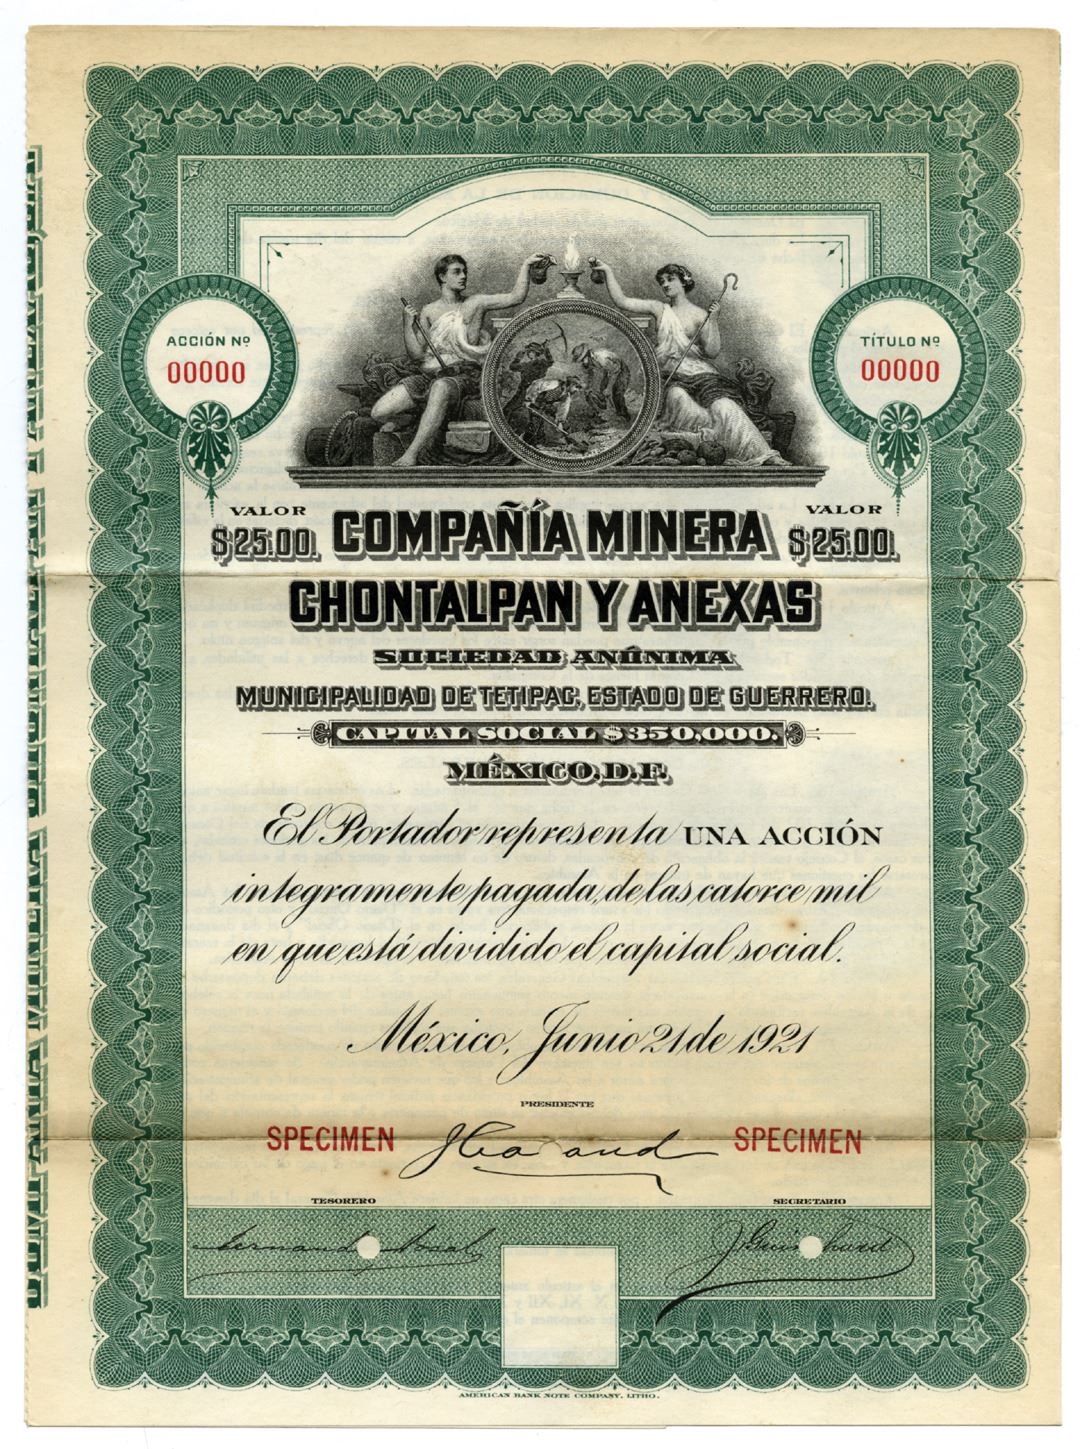 ACCIÓN Nº
00000
TÍTULO Nº
00000
VALOR
$25.00.
VALOR
$25.00.
COMPAÑÍA MINERA
CHONTALPAN Y ANEXAS
SOCIEDAD ANÓNIMA
MUNICIPALIDAD DE TETIPAC, ESTADO DE GUERRERO.
CAPITAL SOCIAL $350,000.
MÉXICO, D.F.
El Portador representa UNA ACCIÓN
integramente pagada, de las catorce mil
en que está dividido el capital social.
México, Junio 21 de 1921
PRESIDENTE
SPECIMEN
SPECIMEN
TESORERO
SECRETARIO
AMERICAN BANK NOTE COMPANY, LITHO.